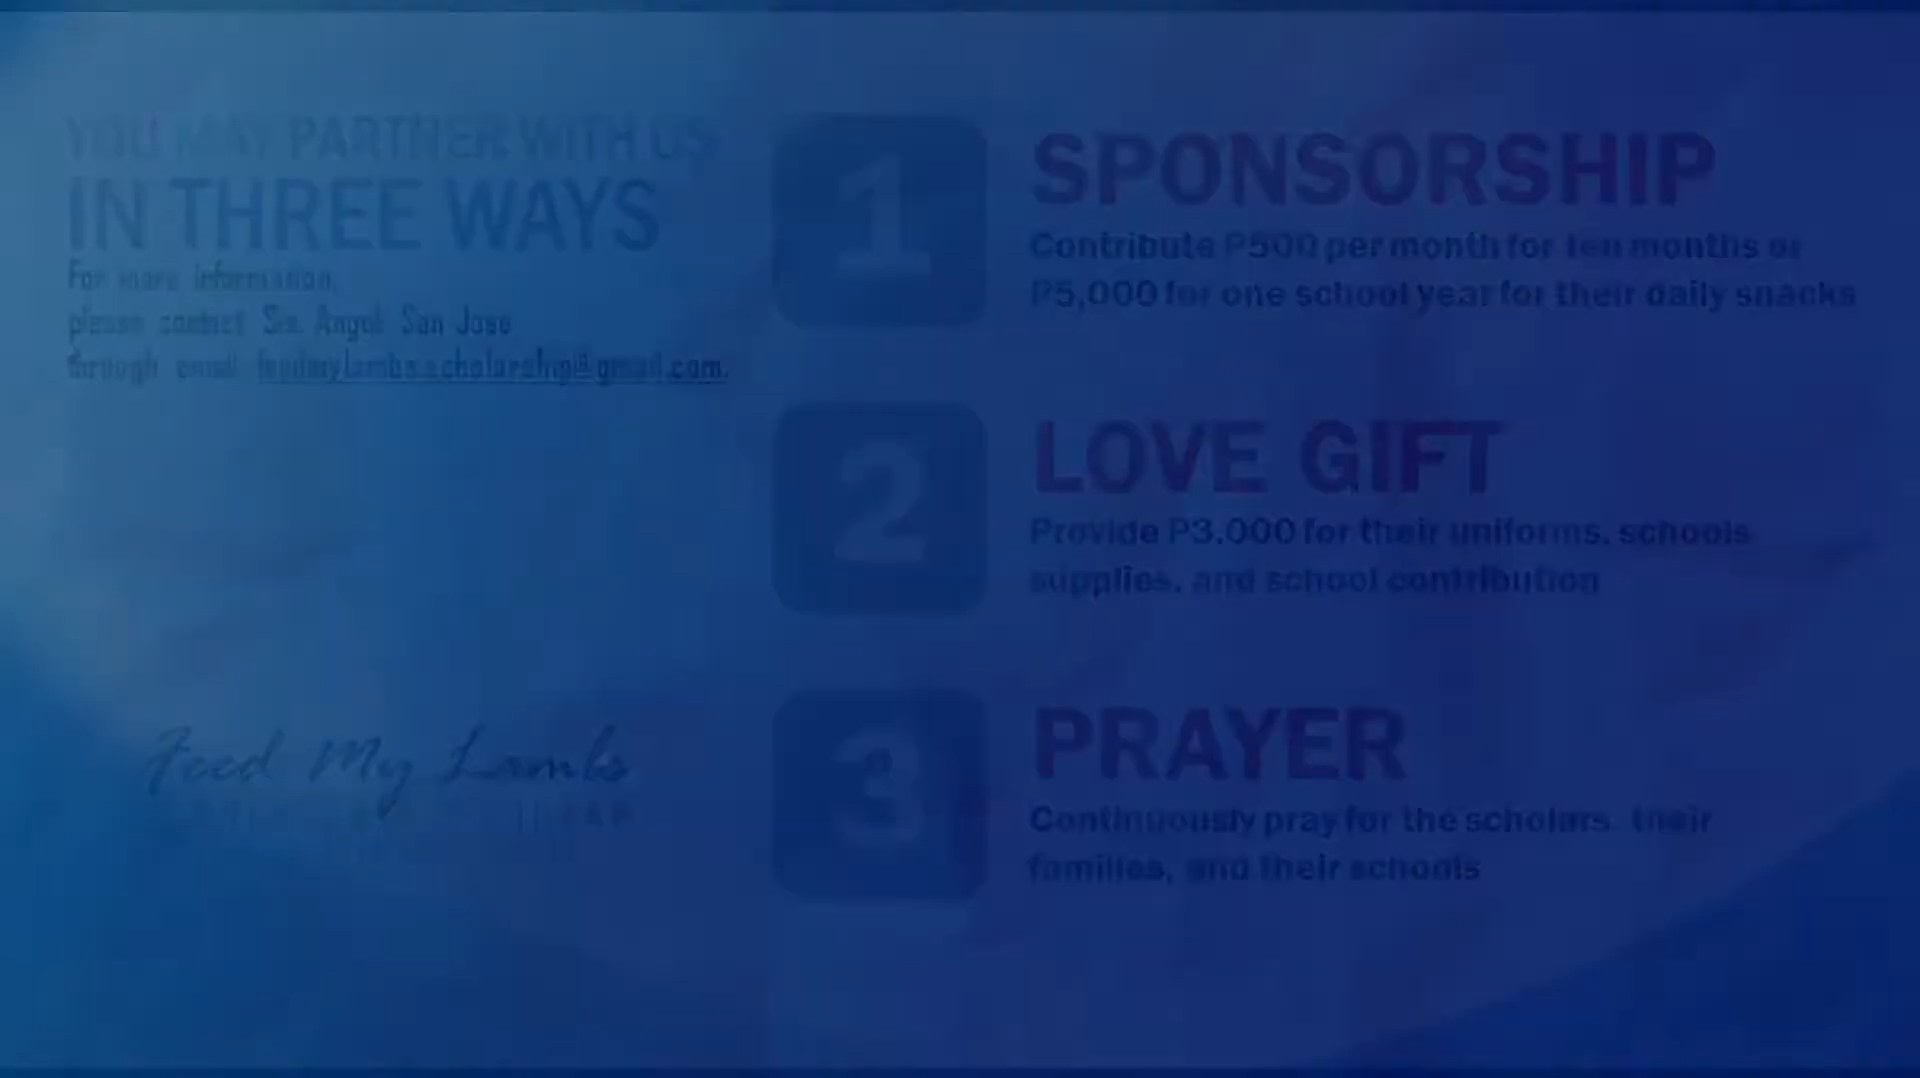 YOU MAY PARTNER WITH US
IN THREE WAYS
For more information,
please contact Sis. Angel San Jose
through email feedmylambs.scholarship@gmail.com.
Feed My Lambs
1
SPONSORSHIP
Contribute P500 per month for ten months or
P5,000 for one school year for their daily snacks
2
LOVE GIFT
Provide P3,000 for their uniforms, schools
supplies, and school contribution
3
PRAYER
Continuously pray for the scholars, their
families, and their schools